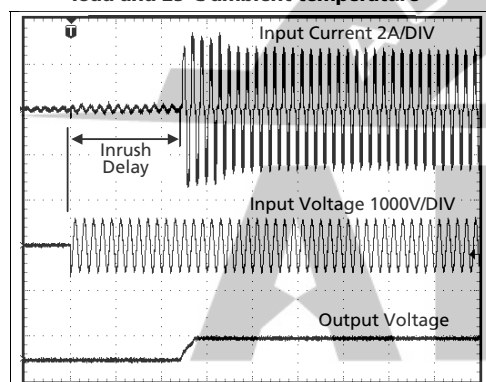 load and 25°C ambient temperature
T
Input Current 2A/DIV
Inrush
Delay
Input Voltage 1000V/DIV
Output Voltage